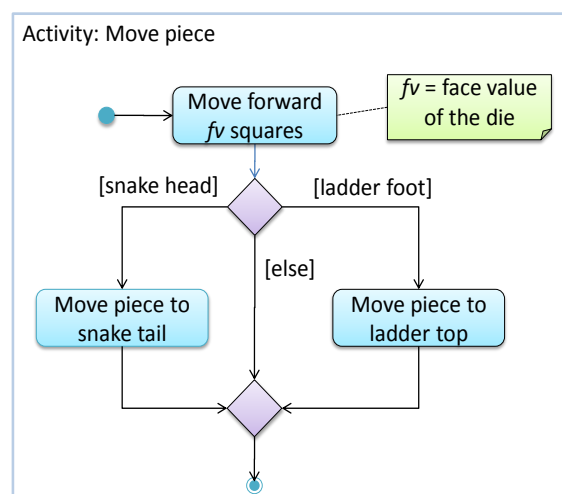 Activity: Move piece
Move forward
fv squares
fv = face value
of the die
[snake head]
[ladder foot]
[else]
Move piece to
snake tail
Move piece to
ladder top